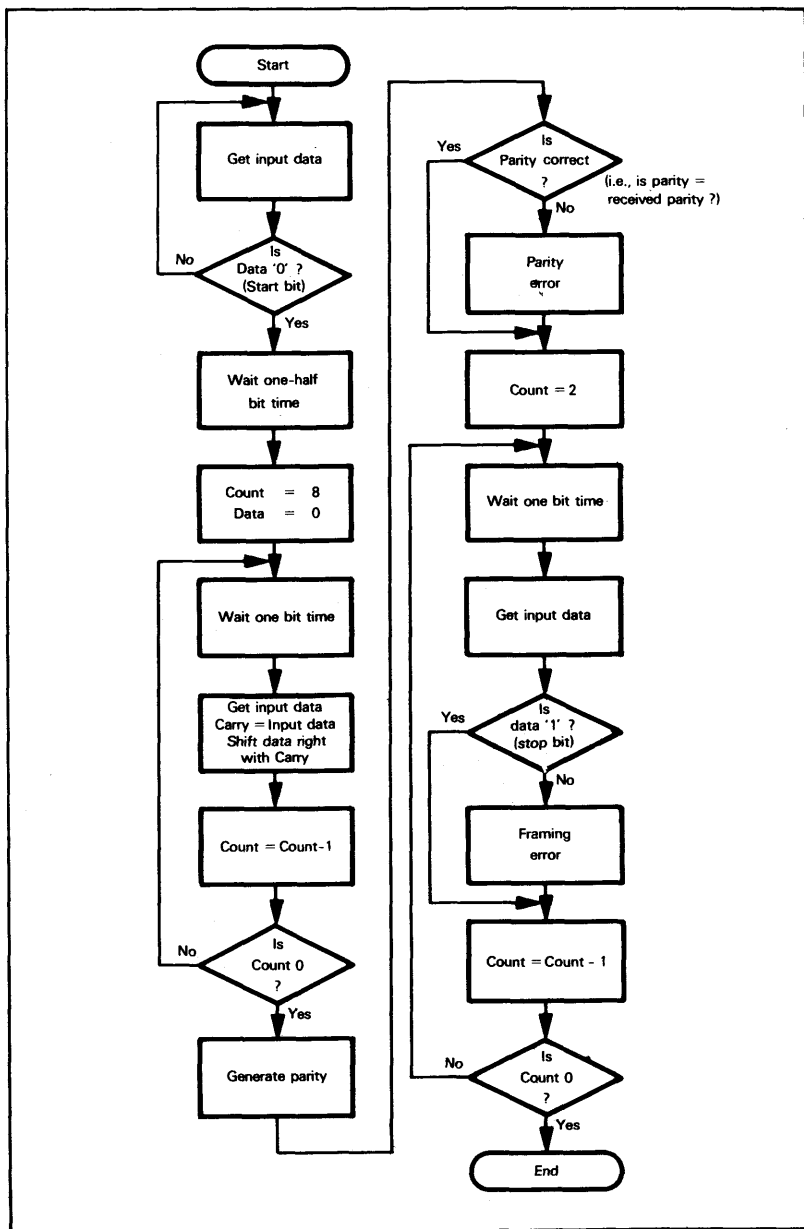 Start
Get input data
Is
Data '0' ?
(Start bit)
No
Yes
Wait one-half
bit time
Count = 8
Data = 0
Wait one bit time
Get input data
Carry = Input data
Shift data right
with Carry
Count = Count-1
Is
Count 0
?
No
Yes
Generate parity
Is
Parity correct
?
Yes
(i.e., is parity =
received parity ?)
No
Parity
error
Count = 2
Wait one bit time
Get input data
Is
data '1' ?
(stop bit)
Yes
No
Framing
error
Count = Count - 1
Is
Count 0
?
No
Yes
End